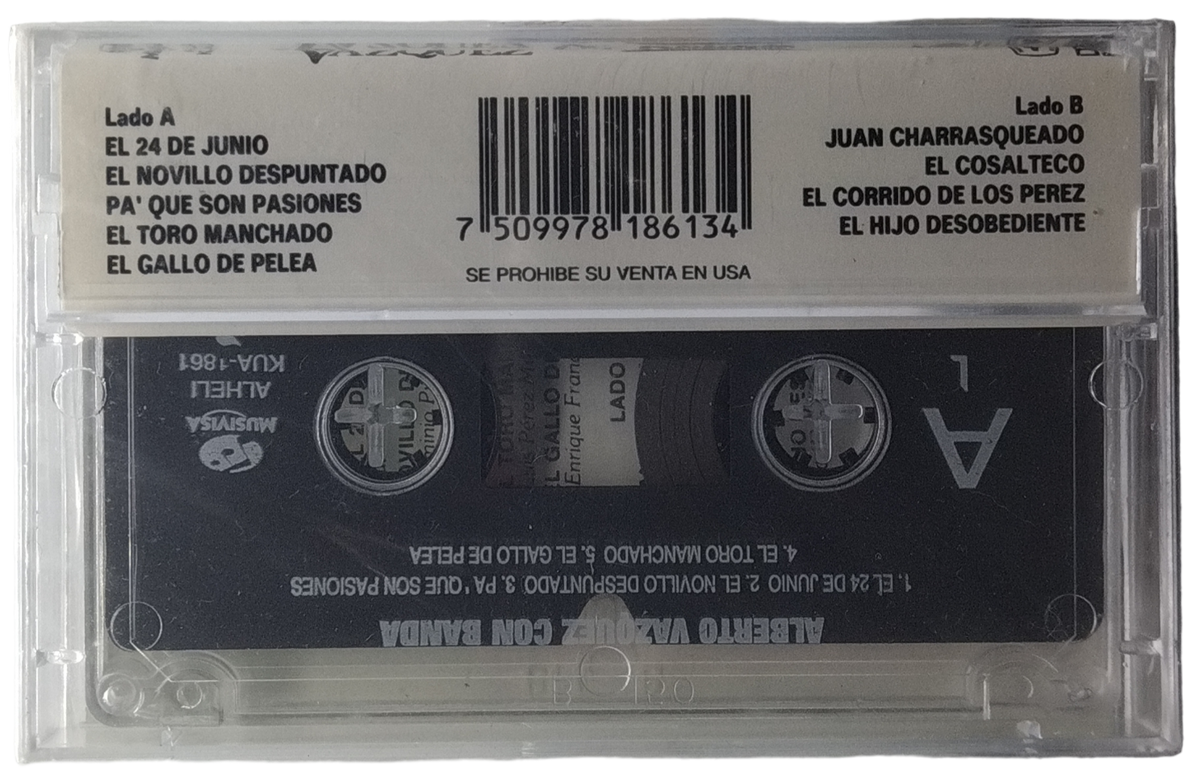 VAZQUEZ
Lado A
EL 24 DE JUNIO
EL NOVILLO DESPUNTADO
PA' QUE SON PASIONES
EL TORO MANCHADO
EL GALLO DE PELEA
7 509978 186134
SE PROHIBE SU VENTA EN USA
Lado B
JUAN CHARRASQUEADO
EL COSALTECO
EL CORRIDO DE LOS PEREZ
EL HIJO DESOBEDIENTE
ALBERTO VAZQUEZ CON BANDA
1. EL 24 DE JUNIO 2. EL NOVILLO DESPUNTADO 3. PA' QUE SON PASIONES
4. EL TORO MANCHADO 5. EL GALLO DE PELEA
A
1
MUSIVISA
ALHELI
KUA-1861
LADO
EL GALLO D
Enrique Fran